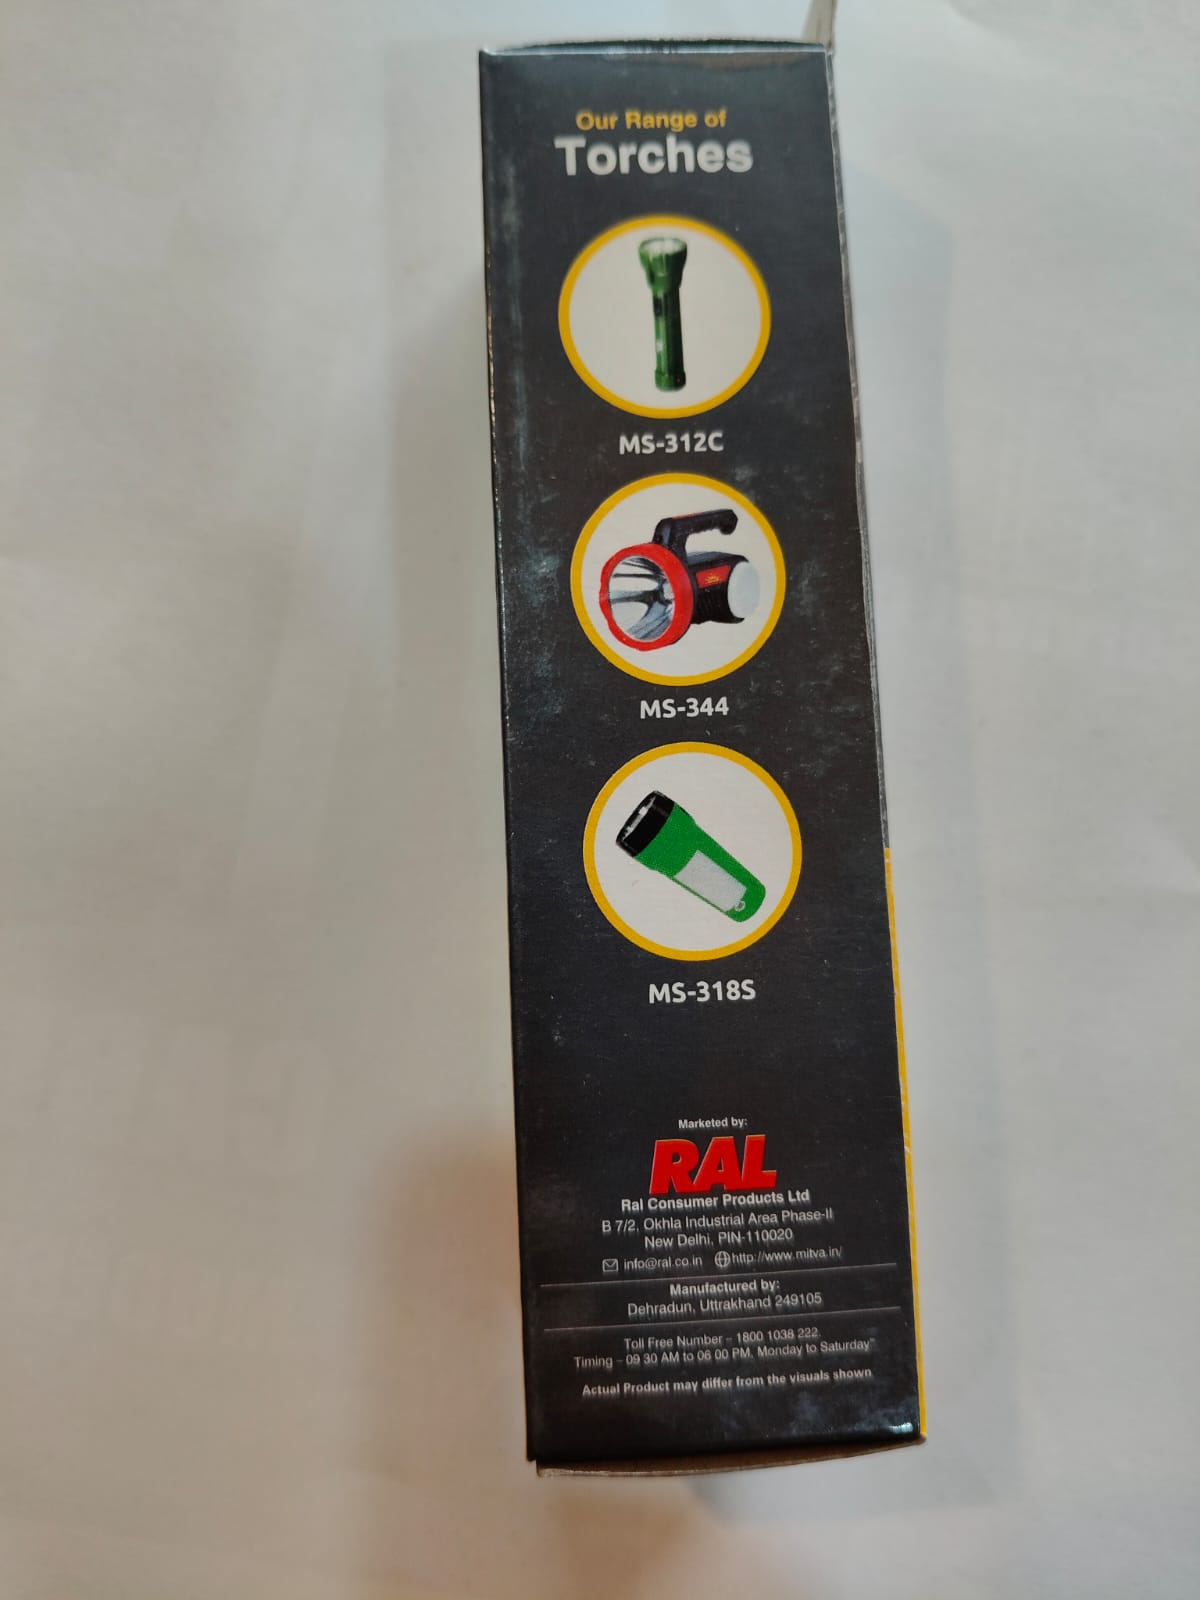 Our Range of
Torches
MS-312C
MS-344
MS-318S
Marketed by:
RAL
Ral Consumer Products Ltd
B 7/2, Okhla Industrial Area Phase-II
New Delhi, PIN-110020
info@ral.co.in http://www.mitva.in/
Manufactured by:
Dehradun, Uttrakhand 249105
Toll Free Number - 1800 1038 222.
Timing - 09 30 AM to 06 00 PM, Monday to Saturday"
Actual Product may differ from the visuals shown